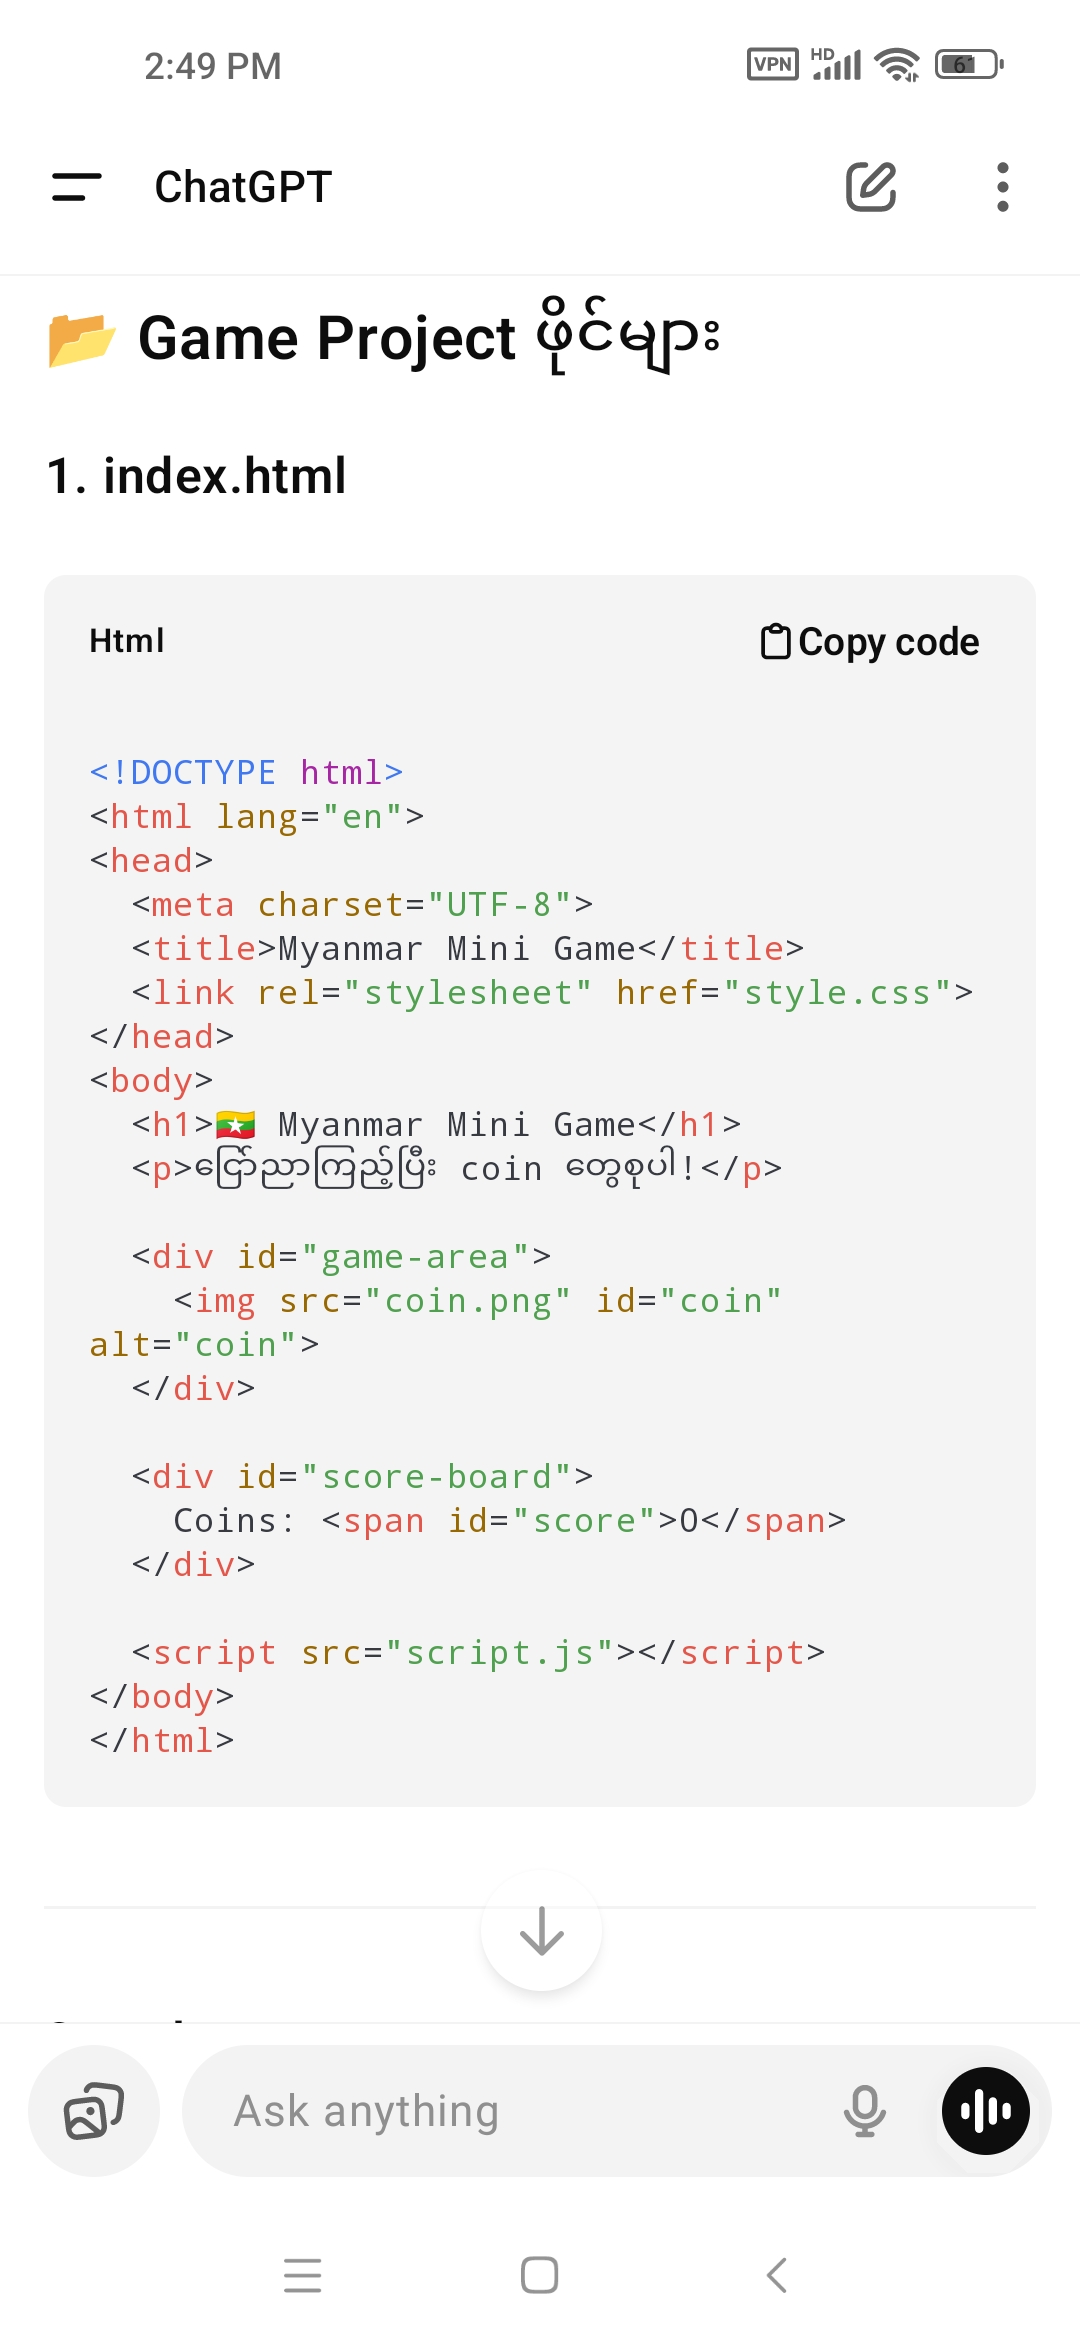 2:49 PM
VPN HD 61
ChatGPT
📂 Game Project ဖိုင်များ
1. index.html
Html
Copy code
<!DOCTYPE html>
<html lang="en">
<head>
  <meta charset="UTF-8">
  <title>Myanmar Mini Game</title>
  <link rel="stylesheet" href="style.css">
</head>
<body>
  <h1>🇲🇲 Myanmar Mini Game</h1>
  <p>ကြော်ညာကြည့်ပြီး coin တွေစုပါ!</p>
  <div id="game-area">
    <img src="coin.png" id="coin"
alt="coin">
  </div>
  <div id="score-board">
    Coins: <span id="score">0</span>
  </div>
  <script src="script.js"></script>
</body>
</html>
Ask anything